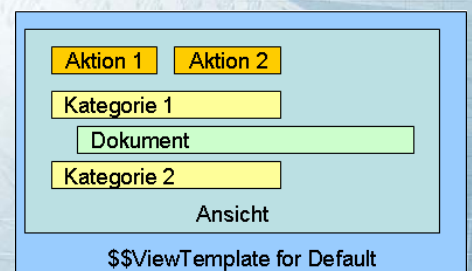 Aktion 1 Aktion 2
Kategorie 1
Dokument
Kategorie 2
Ansicht
$$ViewTemplate for Default